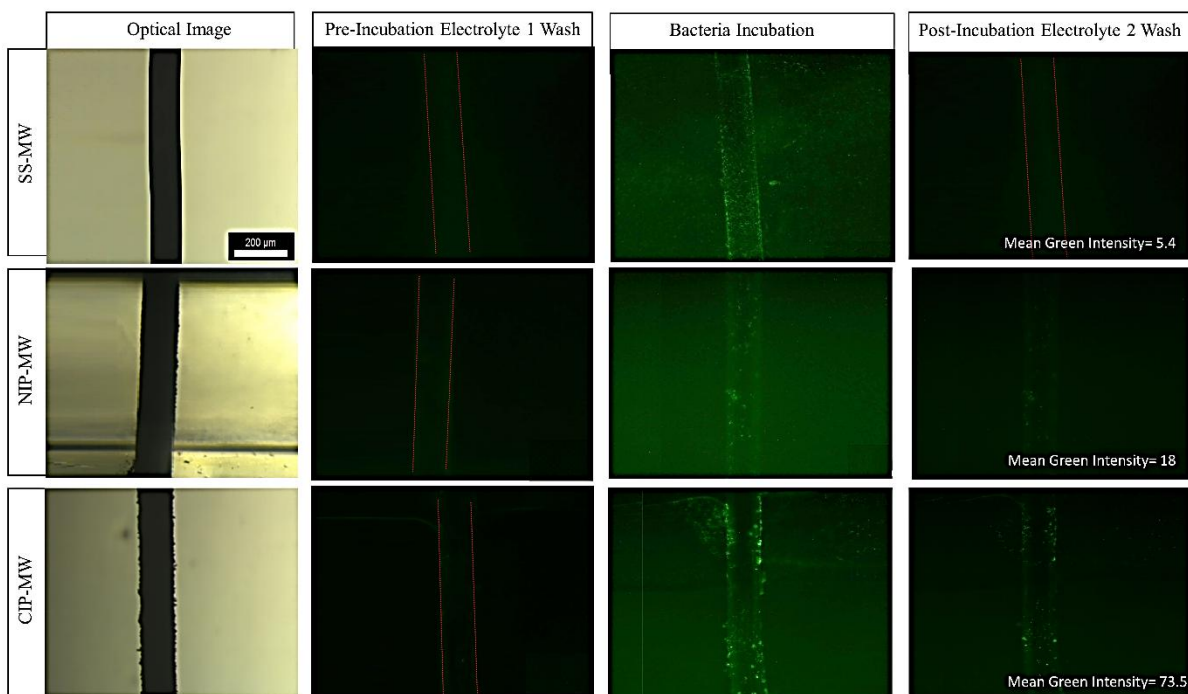 Optical Image
Pre-Incubation Electrolyte 1 Wash
Bacteria Incubation
Post-Incubation Electrolyte 2 Wash
SS-MW
200 µm
Mean Green Intensity= 5.4
NIP-MW
Mean Green Intensity= 18
CIP-MW
Mean Green Intensity= 73.5